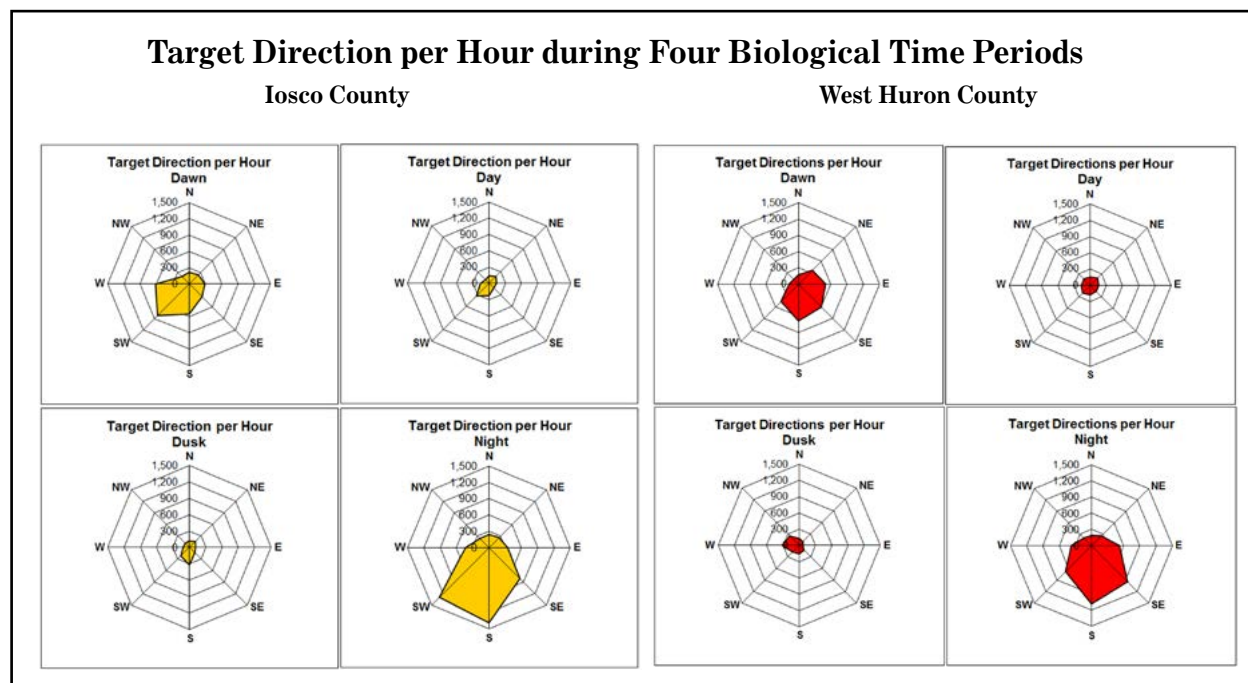 Target Direction per Hour during Four Biological Time Periods
Iosco County
West Huron County
Target Direction per Hour
Dawn
N
1,500
1,200
900
600
300
0
NW
NE
W
E
SW
SE
S
Target Direction per Hour
Day
N
1,500
1,200
900
600
300
0
NW
NE
W
E
SW
SE
S
Target Directions per Hour
Dawn
N
1,500
1,200
900
600
300
0
NW
NE
W
E
SW
SE
S
Target Directions per Hour
Day
N
1,500
1,200
900
600
300
0
NW
NE
W
E
SW
SE
S
Target Direction per Hour
Dusk
N
1,500
1,200
900
600
300
0
NW
NE
W
E
SW
SE
S
Target Direction per Hour
Night
N
1,500
1,200
900
600
300
0
NW
NE
W
E
SW
SE
S
Target Directions per Hour
Dusk
N
1,500
1,200
900
600
300
0
NW
NE
W
E
SW
SE
S
Target Directions per Hour
Night
N
1,500
1,200
900
600
300
0
NW
NE
W
E
SW
SE
S